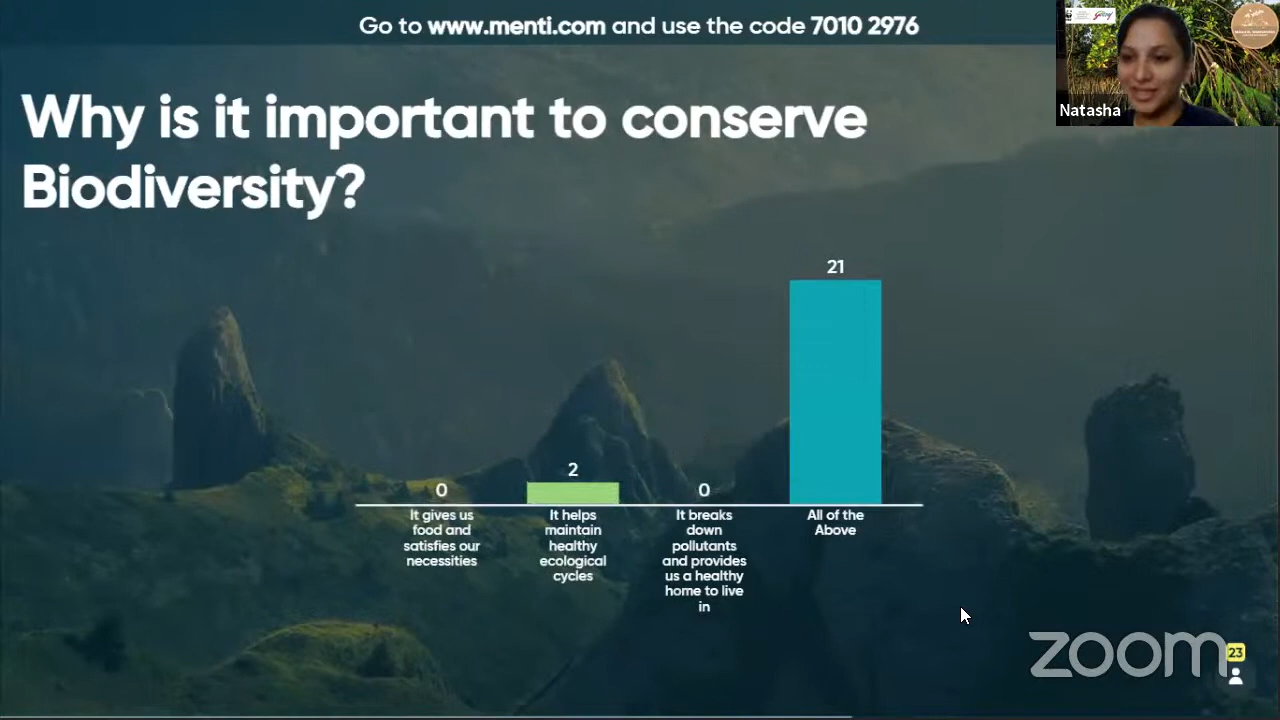 Go to www.menti.com and use the code 7010 2976
Natasha
Why is it important to conserve
Biodiversity?
21
2
0
0
It gives us
food and
satisfies our
necessities
It helps
maintain
healthy
ecological
cycles
It breaks
down
pollutants
and provides
us a healthy
home to live
in
All of the
Above
zoom
23